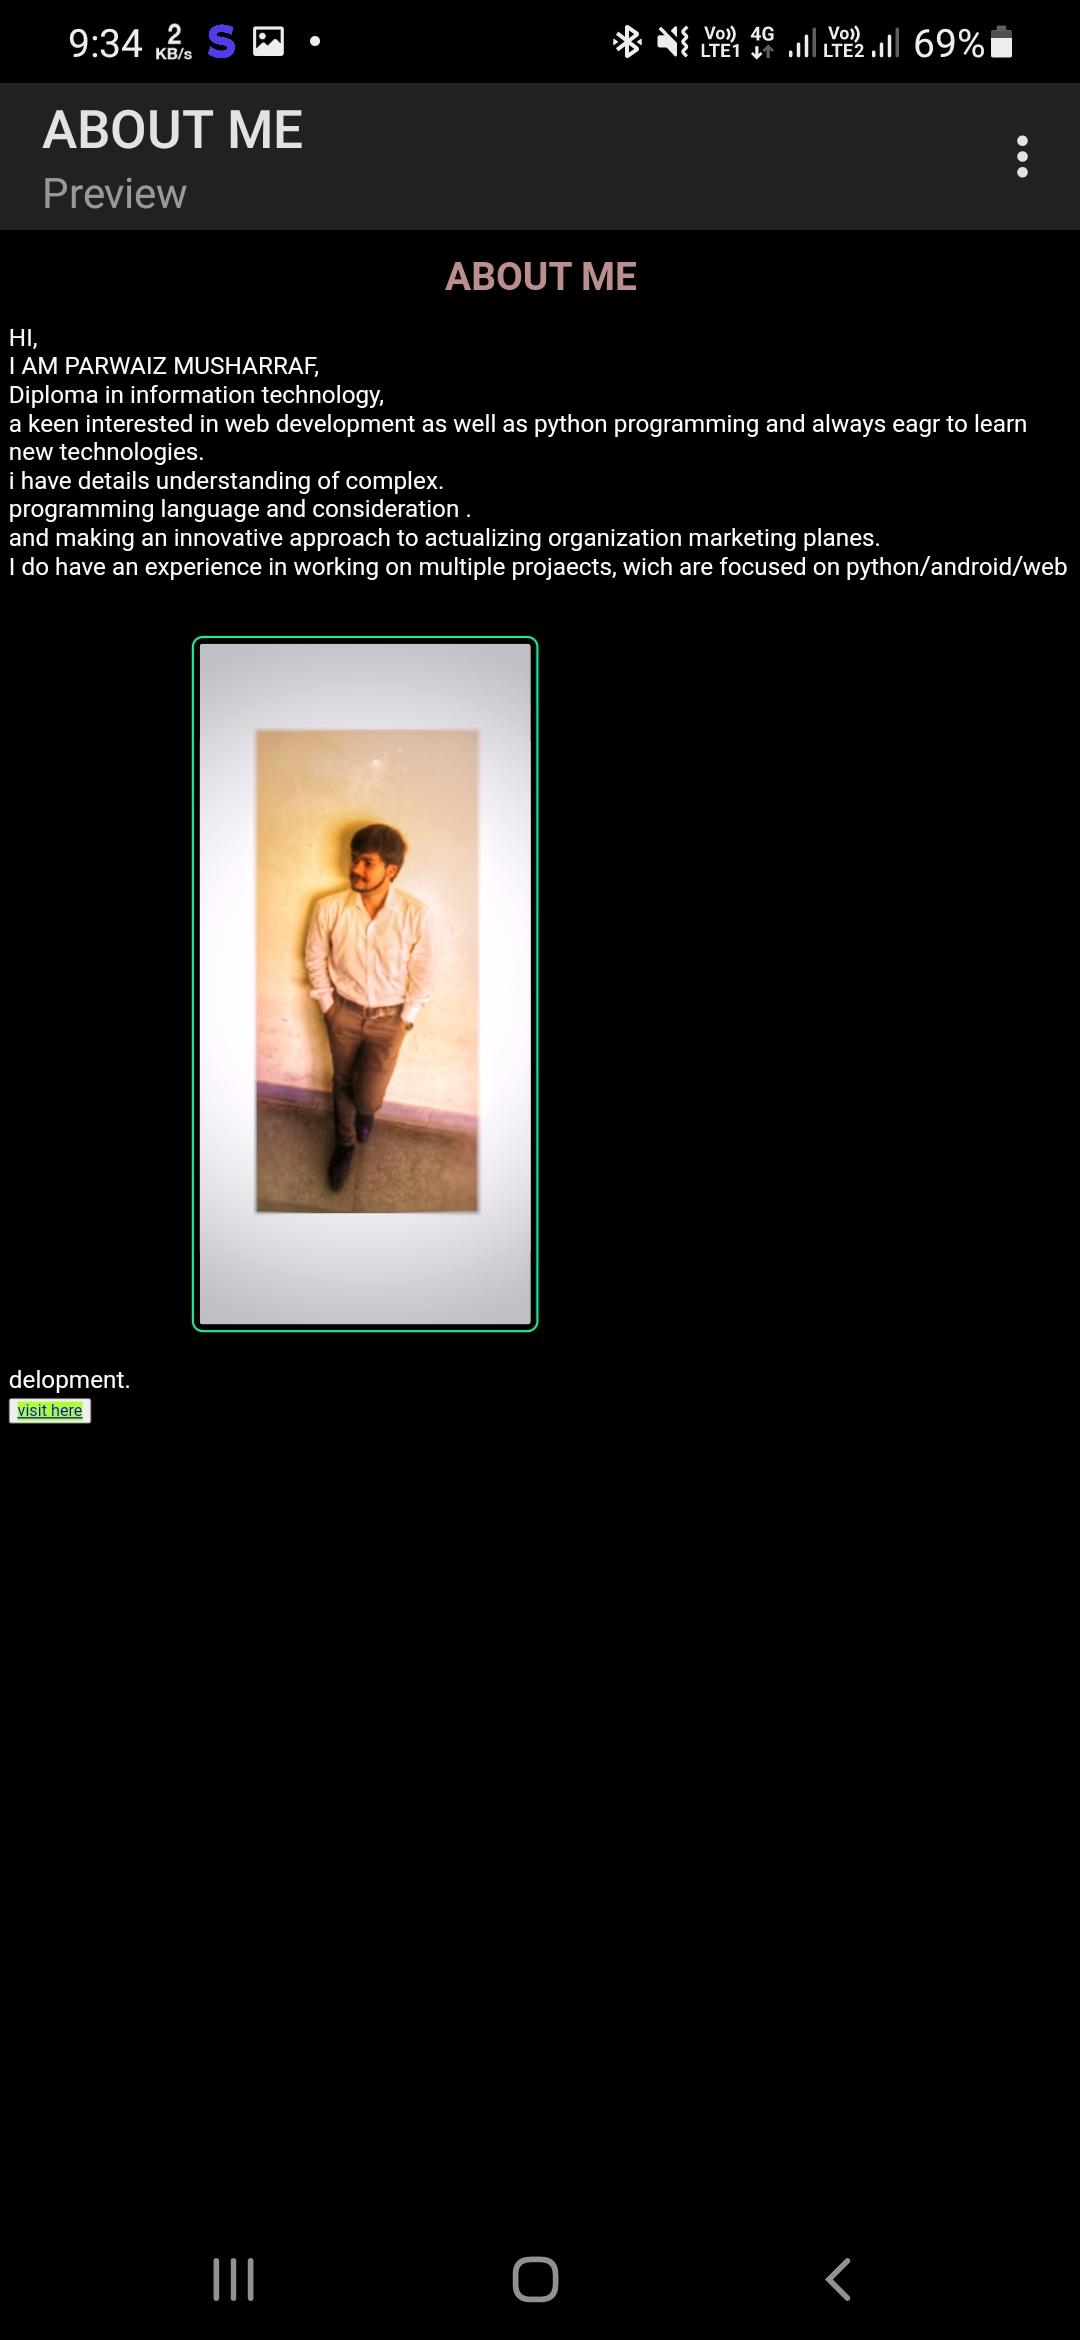 9:34 2 KB/s S Vo)) LTE1 4G Vo)) LTE2 69%
ABOUT ME
Preview
ABOUT ME
HI,
I AM PARWAIZ MUSHARRAF,
Diploma in information technology,
a keen interested in web development as well as python programming and always eagr to learn
new technologies.
i have details understanding of complex.
programming language and consideration .
and making an innovative approach to actualizing organization marketing planes.
I do have an experience in working on multiple projaects, wich are focused on python/android/web
delopment.
visit here